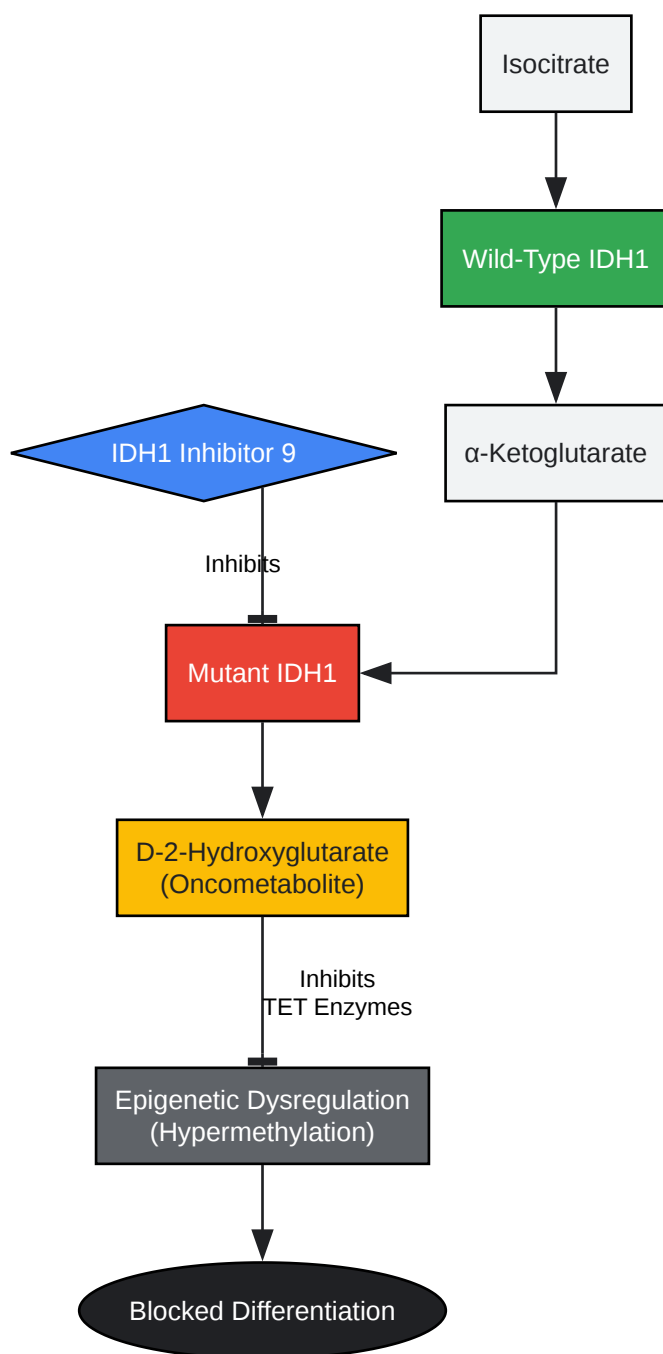 Isocitrate
Wild-Type IDH1
IDH1 Inhibitor 9
α-Ketoglutarate
Inhibits
Mutant IDH1
D-2-Hydroxyglutarate
(Oncometabolite)
Inhibits
TET Enzymes
Epigenetic Dysregulation
(Hypermethylation)
Blocked Differentiation